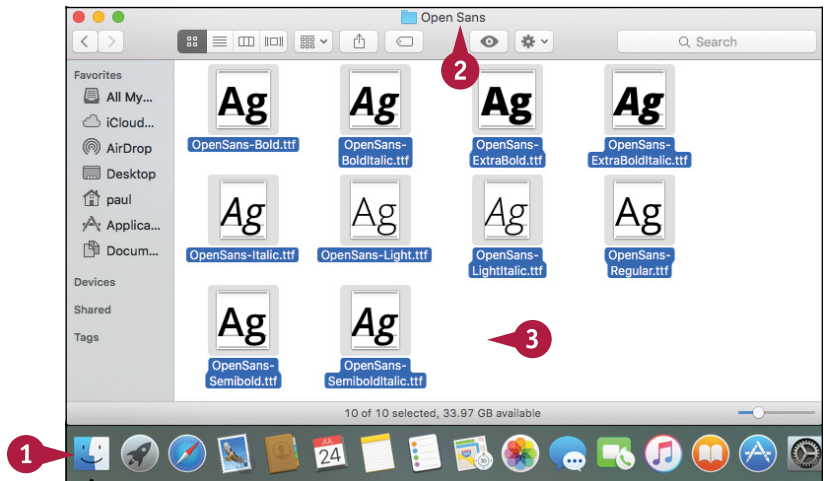 Open Sans
Search
2
Favorites
All My...
iCloud...
AirDrop
Desktop
paul
Applica...
Docum...
Devices
Shared
Tags
Ag
Ag
Ag
Ag
OpenSans-Bold.ttf
OpenSans-
BoldItalic.ttf
OpenSans-
ExtraBold.ttf
OpenSans-
ExtraBoldItalic.ttf
Ag
Ag
Ag
Ag
OpenSans-Italic.ttf
OpenSans-Light.ttf
OpenSans-
LightItalic.ttf
OpenSans-
Regular.ttf
Ag
Ag
3
OpenSans-
Semibold.ttf
OpenSans-
SemiboldItalic.ttf
10 of 10 selected, 33.97 GB available
1
JUL
24
3D